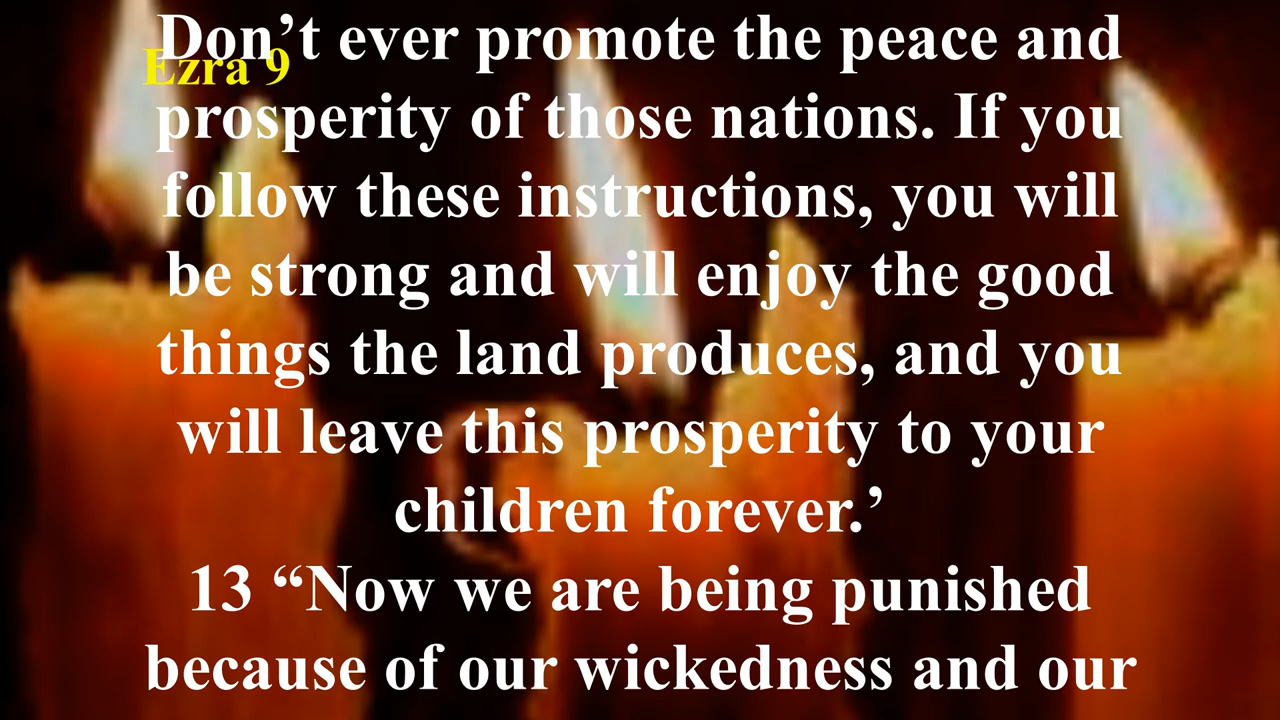 Ezra 9
Don’t ever promote the peace and
prosperity of those nations. If you
follow these instructions, you will
be strong and will enjoy the good
things the land produces, and you
will leave this prosperity to your
children forever.’
13 “Now we are being punished
because of our wickedness and our